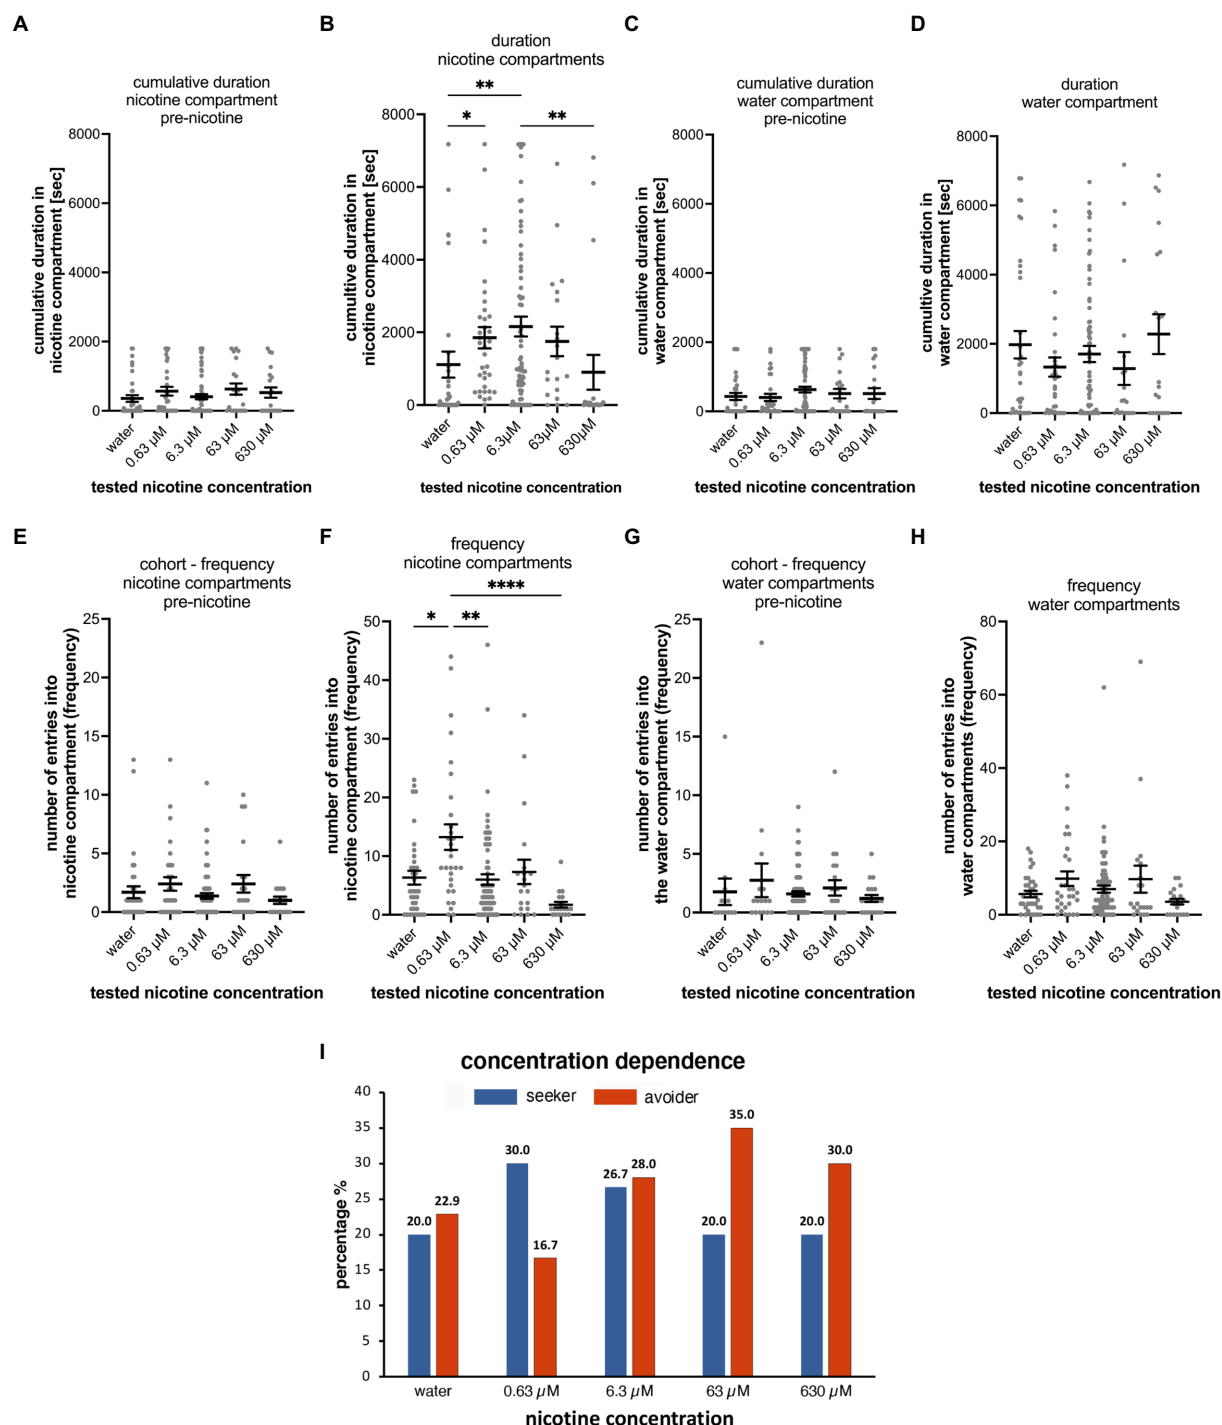 A
cumulative duration
nicotine compartment
pre-nicotine
cumulative duration in
nicotine compartment [sec]
8000
6000
4000
2000
0
water
0.63 µM
6.3 µM
63 µM
630 µM
tested nicotine concentration
B
duration
nicotine compartments
**
*
**
cumultive duration in
nicotine compartment [sec]
8000
6000
4000
2000
0
water
0.63 µM
6.3µM
63µM
630µM
tested nicotine concentration
C
cumulative duration
water compartment
pre-nicotine
cumulative duration in
water compartment [sec]
8000
6000
4000
2000
0
water
0.63 µM
6.3 µM
63 µM
630 µM
tested nicotine concentration
D
duration
water compartment
cumultive duration in
water compartment [sec]
8000
6000
4000
2000
0
water
0.63 µM
6.3 µM
63 µM
630 µM
tested nicotine concentration
E
cohort - frequency
nicotine compartments
pre-nicotine
number of entries into
nicotine compartment (frequency)
25
20
15
10
5
0
water
0.63 µM
6.3 µM
63 µM
630 µM
tested nicotine concentration
F
frequency
nicotine compartments
****
*
**
number of entries into
nicotine compartment (frequency)
50
40
30
20
10
0
water
0.63 µM
6.3 µM
63 µM
630 µM
tested nicotine concentration
G
cohort - frequency
water compartments
pre-nicotine
number of entries into
the water compartment (frequency)
25
20
15
10
5
0
water
0.63 µM
6.3 µM
63 µM
630 µM
tested nicotine concentration
H
frequency
water compartments
number of entries into
water compartments (frequency)
80
60
40
20
0
water
0.63 µM
6.3 µM
63 µM
630 µM
tested nicotine concentration
I
concentration dependence
seeker
avoider
percentage %
40
35
30
25
20
15
10
5
0
20.0
22.9
30.0
16.7
26.7
28.0
20.0
35.0
20.0
30.0
water
0.63 µM
6.3 µM
63 µM
630 µM
nicotine concentration